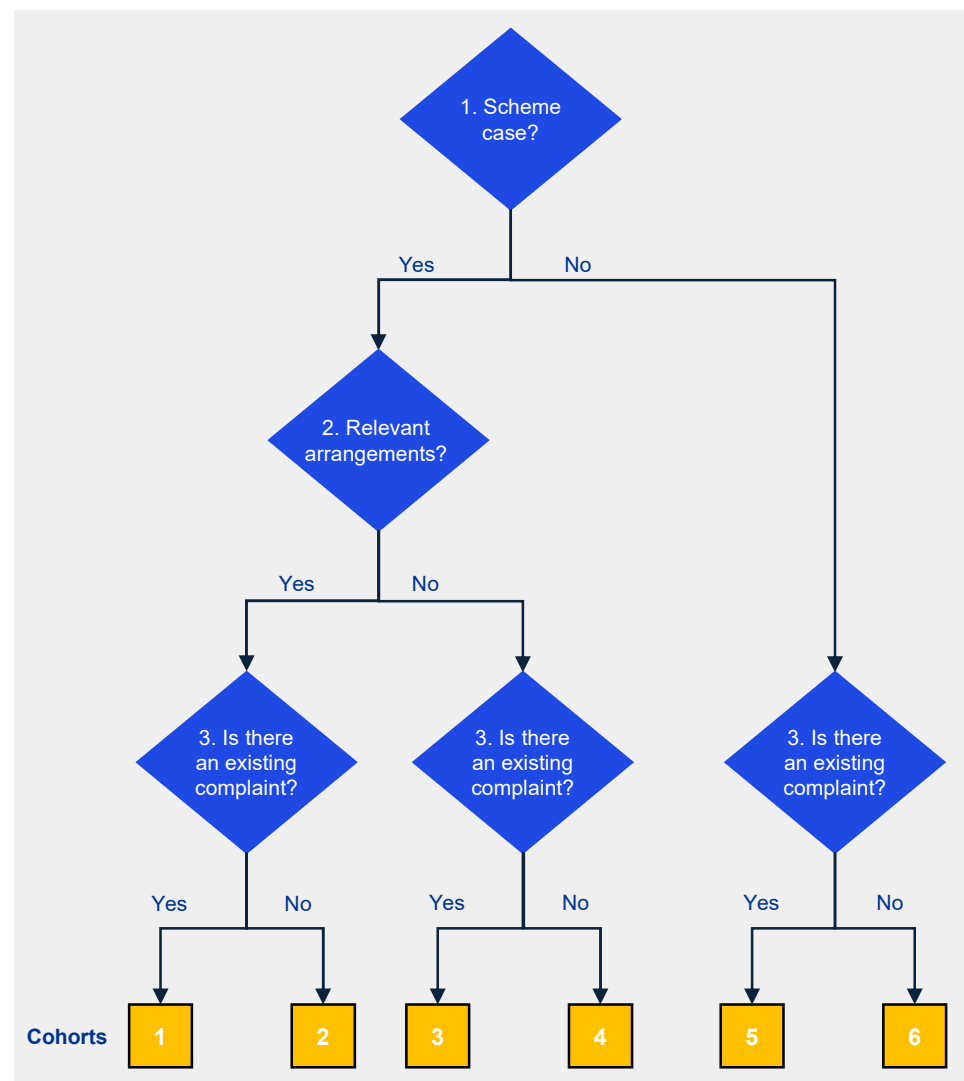 1. Scheme
case?
Yes
No
2. Relevant
arrangements?
Yes
No
3. Is there
an existing
complaint?
3. Is there
an existing
complaint?
3. Is there
an existing
complaint?
Yes
No
Yes
No
Yes
No
Cohorts
1
2
3
4
5
6